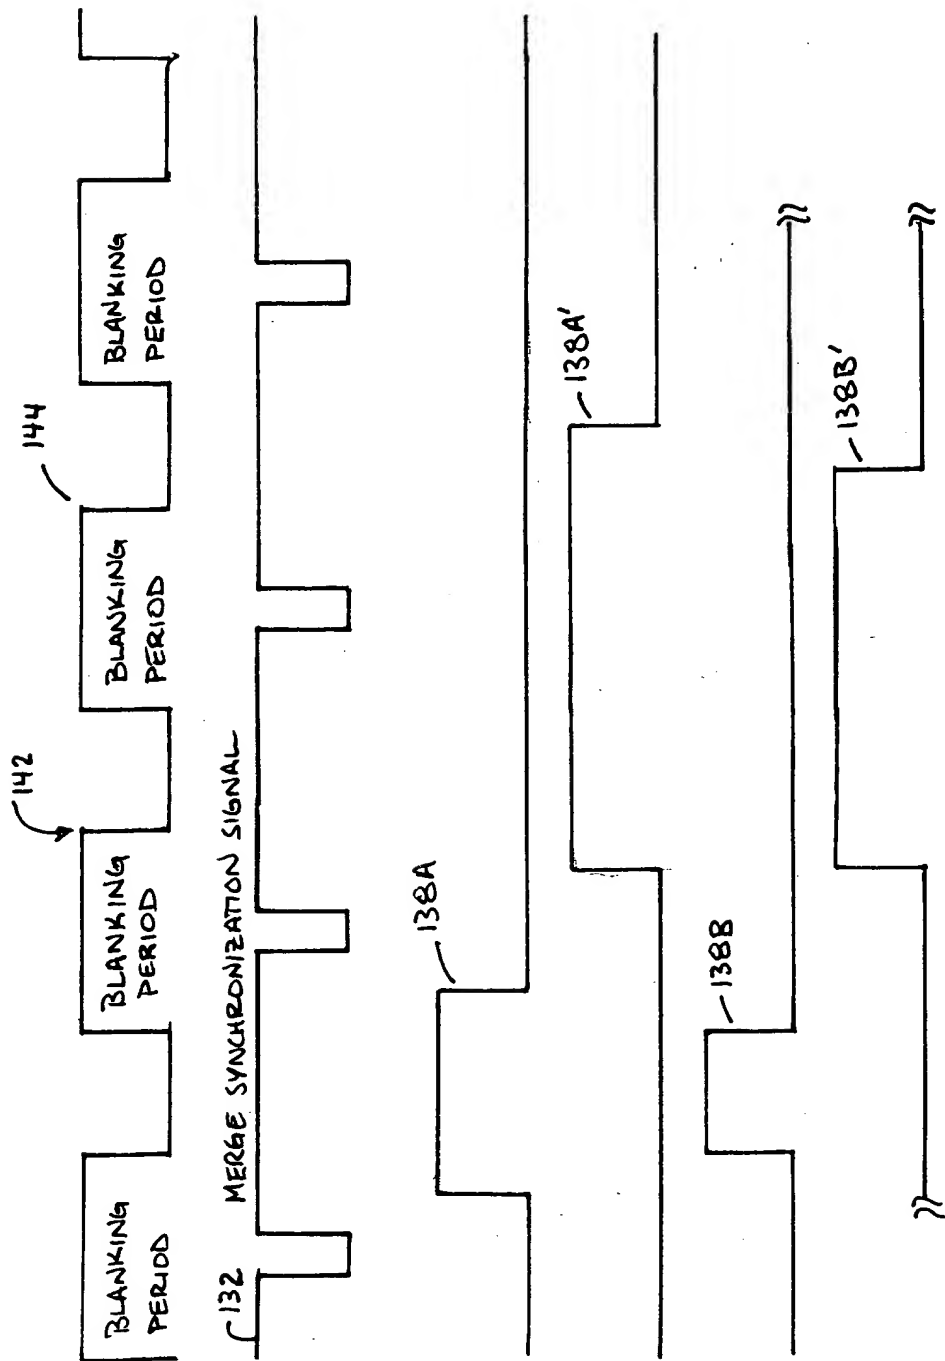 142
144
BLANKING
PERIOD
BLANKING
PERIOD
BLANKING
PERIOD
BLANKING
PERIOD
132
MERGE SYNCHRONIZATION SIGNAL
138A
138A'
138B
138B'